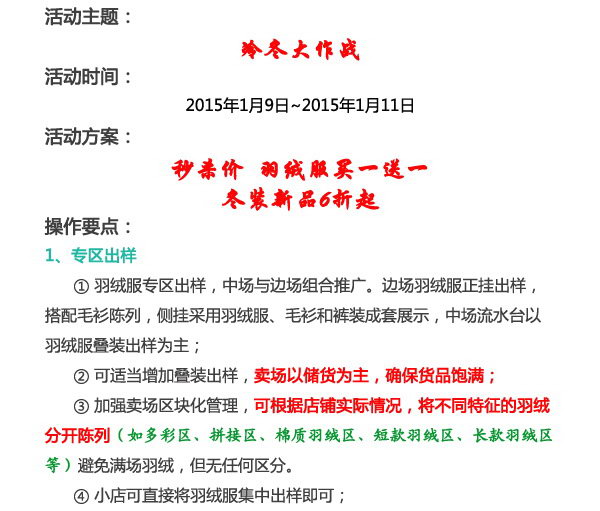 活动主题：
冷冬大作战
活动时间：
2015年1月9日~2015年1月11日
活动方案：
秒杀价 羽绒服买一送一
冬装新品6折起
操作要点：
1、专区出样
① 羽绒服专区出样，中场与边场组合推广。边场羽绒服正挂出样，
搭配毛衫陈列，侧挂采用羽绒服、毛衫和裤装成套展示，中场流水台以
羽绒服叠装出样为主；
② 可适当增加叠装出样，卖场以储货为主，确保货品饱满；
③ 加强卖场区块化管理，可根据店铺实际情况，将不同特征的羽绒
分开陈列（如多彩区、拼接区、棉质羽绒区、短款羽绒区、长款羽绒区
等）避免满场羽绒，但无任何区分。
④ 小店可直接将羽绒服集中出样即可；